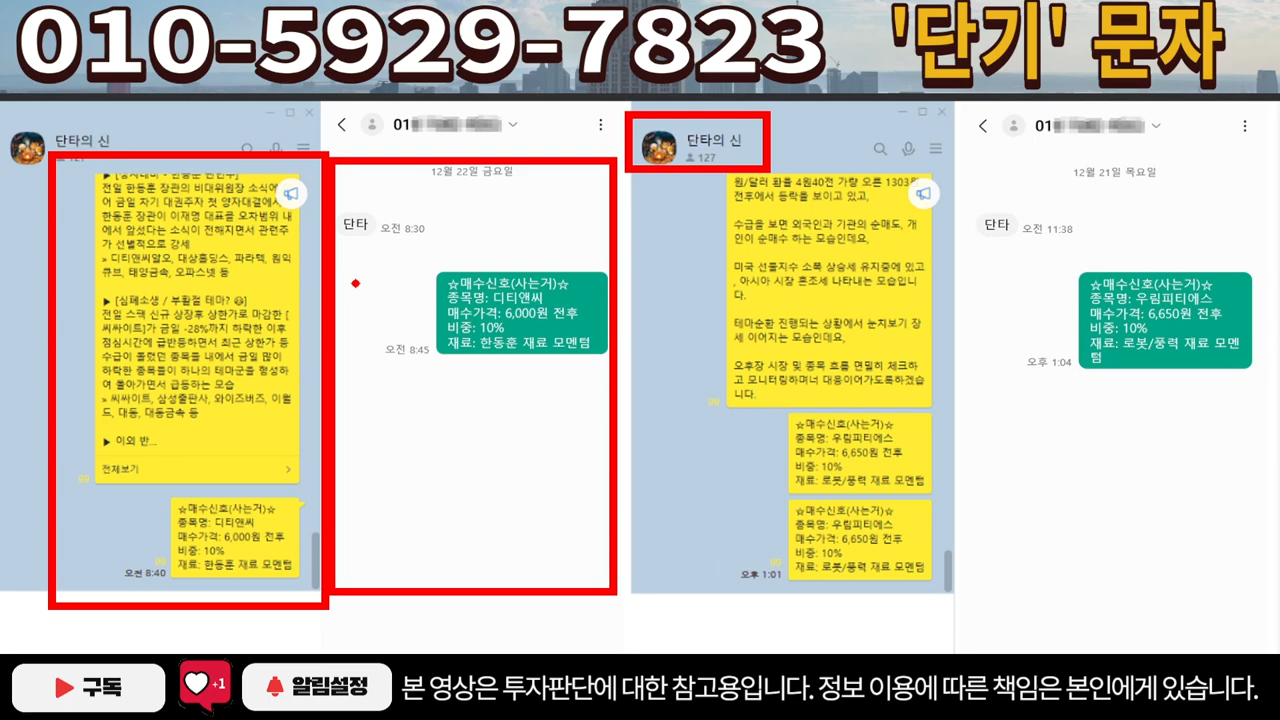 010-5929-7823 '단기' 문자
단타의 신
127
전일 한동훈 장관의 비대위원장 소식에
어 금일 차기 대권주자 첫 양자대결에서
한동훈 장관이 이재명 대표를 오차범위 내
에서 앞섰다는 소식이 전해지면서 관련주
가 선별적으로 강세
» 디티앤씨알오, 대상홀딩스, 파라텍, 원익
큐브, 태양금속, 오파스넷 등
▶ [심폐소생 / 부활절 테마? 😂]
전일 스팩 신규 상장후 상한가로 마감한 [
씨싸이트]가 금일 -28%까지 하락한 이후
점심시간에 급반등하면서 최근 상한가 등
수급이 몰렸던 종목들 내에서 금일 많이
하락한 종목들이 하나의 테마군을 형성하
여 돌아가면서 급등하는 모습
» 씨싸이트, 삼성출판사, 와이즈버즈, 이월
드, 대동, 대동금속 등
▶ 이외 반...
전체보기
99
☆매수신호(사는거)☆
종목명: 디티앤씨
매수가격: 6,000원 전후
비중: 10%
재료: 한동훈 재료 모멘텀
99
오전 8:40
01
12월 22일 금요일
단타
오전 8:30
☆매수신호(사는거)☆
종목명: 디티앤씨
매수가격: 6,000원 전후
비중: 10%
재료: 한동훈 재료 모멘텀
오전 8:45
단타의 신
127
원/달러 환율 4원40전 가량 오른 1303원
전후에서 등락을 보이고 있고,
수급을 보면 외국인과 기관의 순매도, 개
인이 순매수 하는 모습인데요,
미국 선물지수 소폭 상승세 유지중에 있고
, 아시아 시장 혼조세 나타내는 모습입니
다.
테마순환 진행되는 상황에서 눈치보기 장
세 이어지는 모습인데요,
오후장 시장 및 종목 흐름 면밀히 체크하
고 모니터링하며너 대응이어가도록하겠습
니다.
99
☆매수신호(사는거)☆
종목명: 우림피티에스
매수가격: 6,650원 전후
비중: 10%
재료: 로봇/풍력 재료 모멘텀
☆매수신호(사는거)☆
종목명: 우림피티에스
매수가격: 6,650원 전후
비중: 10%
재료: 로봇/풍력 재료 모멘텀
99
오후 1:01
01
12월 21일 목요일
단타
오전 11:38
☆매수신호(사는거)☆
종목명: 우림피티에스
매수가격: 6,650원 전후
비중: 10%
재료: 로봇/풍력 재료 모멘
텀
오후 1:04
구독
+1
알림설정
본 영상은 투자판단에 대한 참고용입니다. 정보 이용에 따른 책임은 본인에게 있습니다.